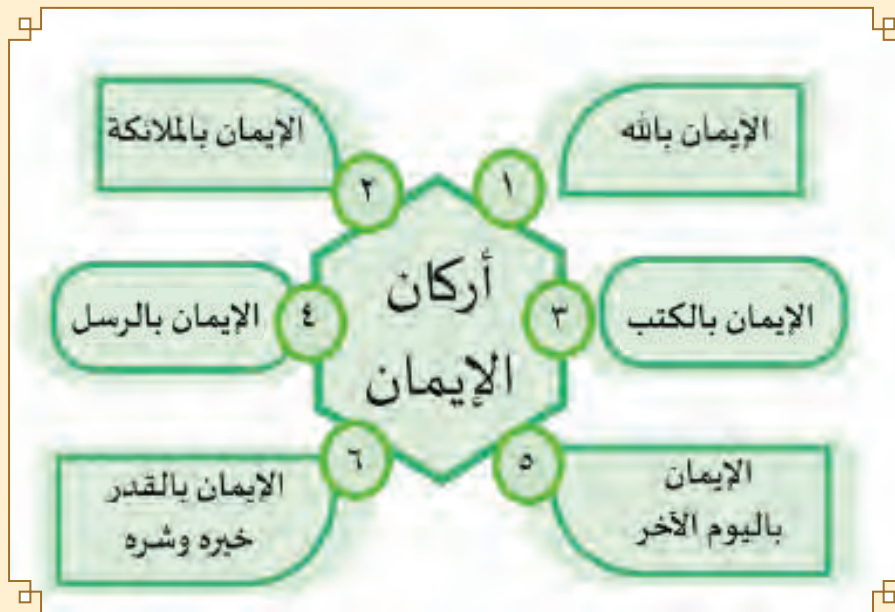 أركان
الإيمان
١
الإيمان بالله
٢
الإيمان بالملائكة
٣
الإيمان بالكتب
٤
الإيمان بالرسل
٥
الإيمان
باليوم الآخر
٦
الإيمان بالقدر
خيره وشره